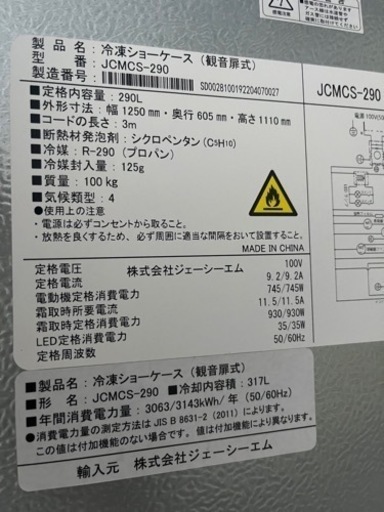 製品名：冷凍ショーケース（観音扉式）
型　　番：JCMCS-290
製造番号：
SD0028100192204070027
■定格内容量：290L
■外形寸法：幅 1250mm・奥行 605mm・高さ 1110mm
■コードの長さ：3m
■断熱材発泡剤：シクロペンタン(C5H10)
■冷媒：R-290（プロパン）
■冷媒封入量：125g
■質量：100kg
■気候類型：4
●使用上の注意
・電源は必ずコンセントから取ること。
・放熱を良くするため、必ず周囲に適当な間隔をおいて設置すること。
MADE IN CHINA
株式会社ジェーシーエム
定格電圧　100V
定格電流　9.2/9.2A
電動機定格消費電力　745/745W
霜取時所要電流　11.5/11.5A
霜取時定格消費電力　930/930W
LED定格消費電力　35/35W
定格周波数　50/60Hz
JCMCS-292
■製品名：冷凍ショーケース（観音扉式）
■形　名：JCMCS-290　■冷却内容積：317L
■年間消費電力量：3063/3143kWh/年（50/60Hz）
●消費電力量の測定方法は JIS B 8631-2（2011）によります。
この値は付加機能のない場合です。付加機能によりこの値は変わります。
輸入元　株式会社ジェーシーエム